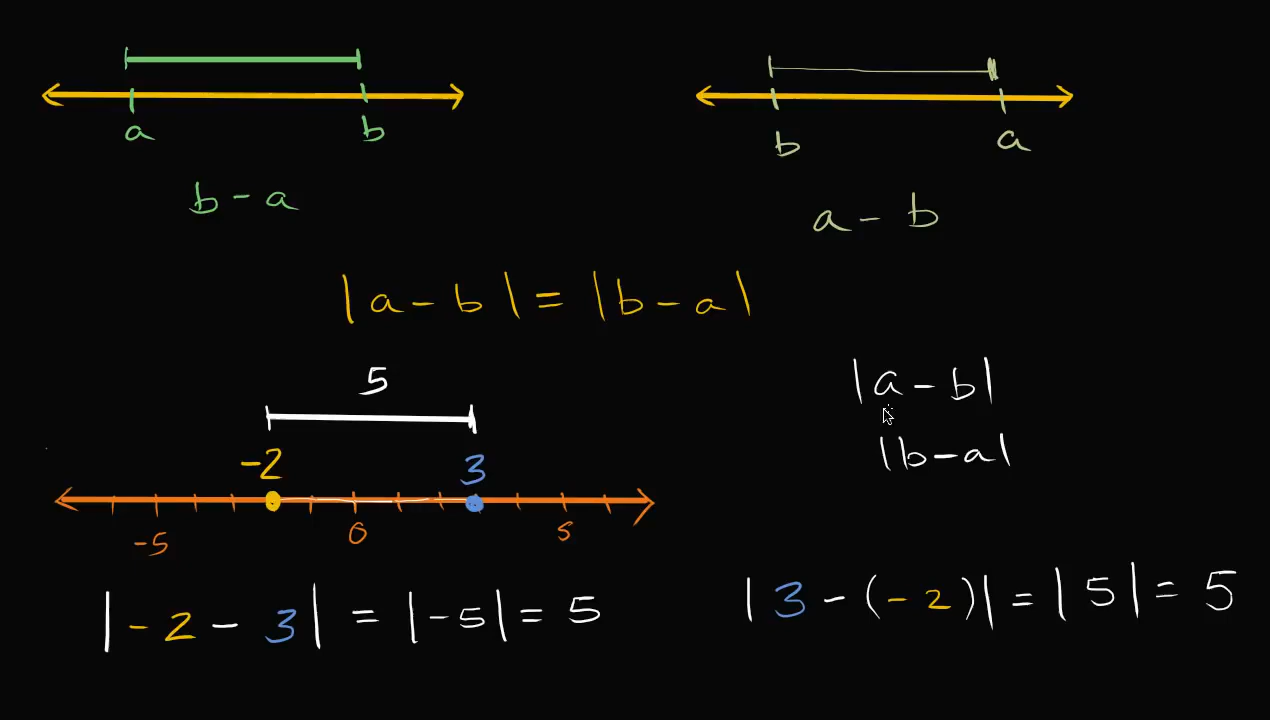 a b
b a
b - a
a - b
|a - b| = |b - a|
5
|a - b|
|b - a|
-2 3
-5 0 5
|-2 - 3| = |-5| = 5
|3 - (-2)| = |5| = 5